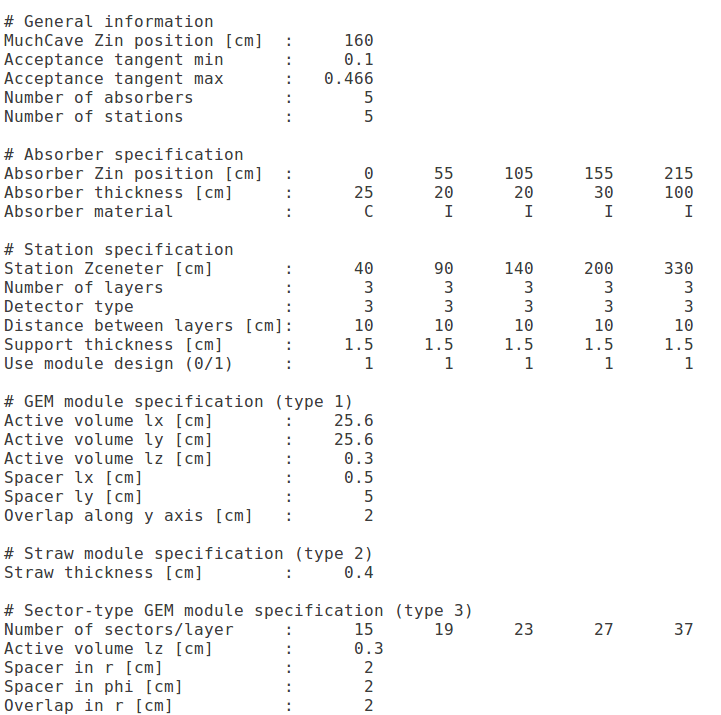 # General information
MuchCave Zin position [cm]  :     160
Acceptance tangent min      :     0.1
Acceptance tangent max      :   0.466
Number of absorbers         :       5
Number of stations          :       5

# Absorber specification
Absorber Zin position [cm]  :       0      55     105     155     215
Absorber thickness [cm]     :      25      20      20      30     100
Absorber material           :       C       I       I       I       I

# Station specification
Station Zceneter [cm]       :      40      90     140     200     330
Number of layers            :       3       3       3       3       3
Detector type               :       3       3       3       3       3
Distance between layers [cm]:      10      10      10      10      10
Support thickness [cm]      :     1.5     1.5     1.5     1.5     1.5
Use module design (0/1)     :       1       1       1       1       1

# GEM module specification (type 1)
Active volume lx [cm]       :    25.6
Active volume ly [cm]       :    25.6
Active volume lz [cm]       :     0.3
Spacer lx [cm]              :     0.5
Spacer ly [cm]              :       5
Overlap along y axis [cm]   :       2

# Straw module specification (type 2)
Straw thickness [cm]        :     0.4

# Sector-type GEM module specification (type 3)
Number of sectors/layer     :      15      19      23      27      37
Active volume lz [cm]       :      0.3
Spacer in r [cm]            :       2
Spacer in phi [cm]          :       2
Overlap in r [cm]           :       2